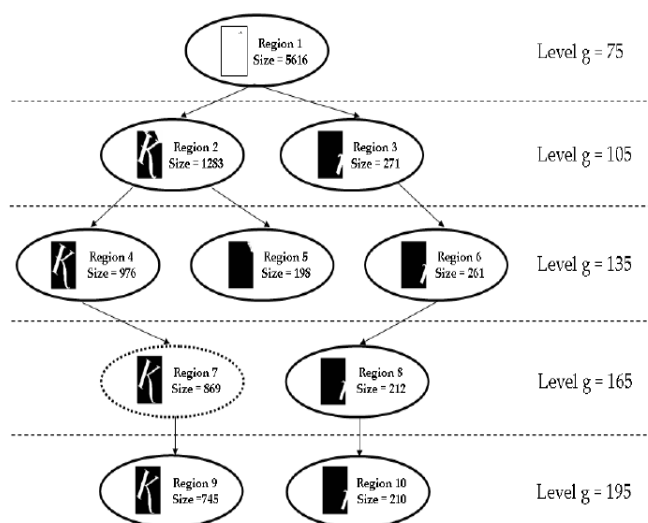 Region 1
Size = 5616
Level g = 75
Region 2
Size = 1283
Region 3
Size = 271
Level g = 105
Region 4
Size = 976
Region 5
Size = 198
Region 6
Size = 261
Level g = 135
Region 7
Size = 869
Region 8
Size = 212
Level g = 165
Region 9
Size =745
Region 10
Size = 210
Level g = 195